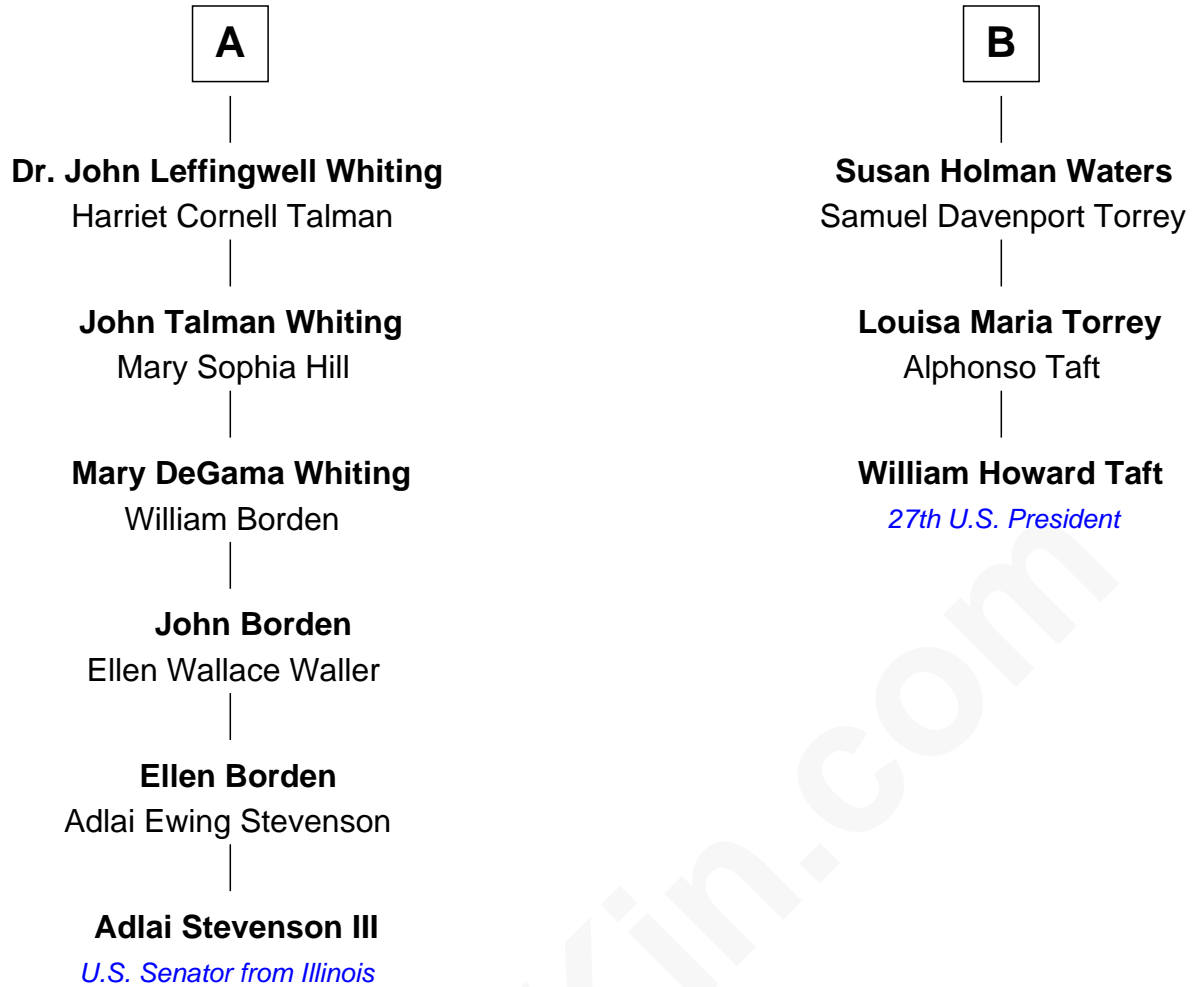 A
Dr. John Leffingwell Whiting
Harriet Cornell Talman
John Talman Whiting
Mary Sophia Hill
Mary DeGama Whiting
William Borden
John Borden
Ellen Wallace Waller
Ellen Borden
Adlai Ewing Stevenson
Adlai Stevenson III
U.S. Senator from Illinois
B
Susan Holman Waters
Samuel Davenport Torrey
Louisa Maria Torrey
Alphonso Taft
William Howard Taft
27th U.S. President
Kin.com